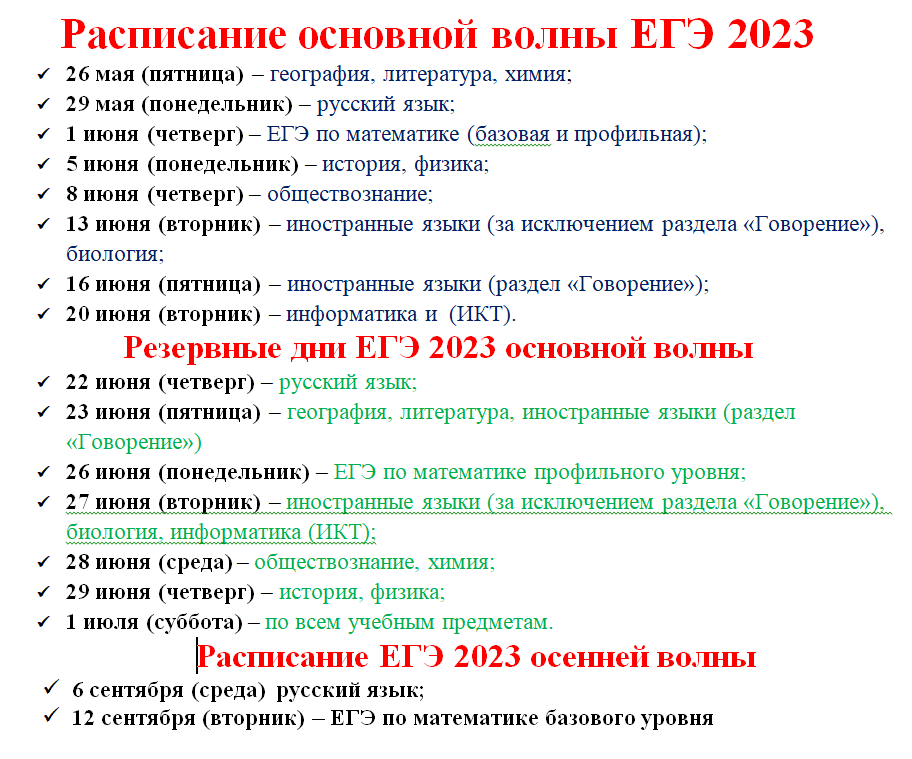 Расписание основной волны ЕГЭ 2023
✓ 26 мая (пятница) – география, литература, химия;
✓ 29 мая (понедельник) – русский язык;
✓ 1 июня (четверг) – ЕГЭ по математике (базовая и профильная);
✓ 5 июня (понедельник) – история, физика;
✓ 8 июня (четверг) – обществознание;
✓ 13 июня (вторник) – иностранные языки (за исключением раздела «Говорение»),
биология;
✓ 16 июня (пятница) – иностранные языки (раздел «Говорение»);
✓ 20 июня (вторник) – информатика и (ИКТ).
Резервные дни ЕГЭ 2023 основной волны
✓ 22 июня (четверг) – русский язык;
✓ 23 июня (пятница) – география, литература, иностранные языки (раздел
«Говорение»)
✓ 26 июня (понедельник) – ЕГЭ по математике профильного уровня;
✓ 27 июня (вторник) – иностранные языки (за исключением раздела «Говорение»),
биология, информатика (ИКТ);
✓ 28 июня (среда) – обществознание, химия;
✓ 29 июня (четверг) – история, физика;
✓ 1 июля (суббота) – по всем учебным предметам.
Расписание ЕГЭ 2023 осенней волны
✓ 6 сентября (среда) русский язык;
✓ 12 сентября (вторник) – ЕГЭ по математике базового уровня